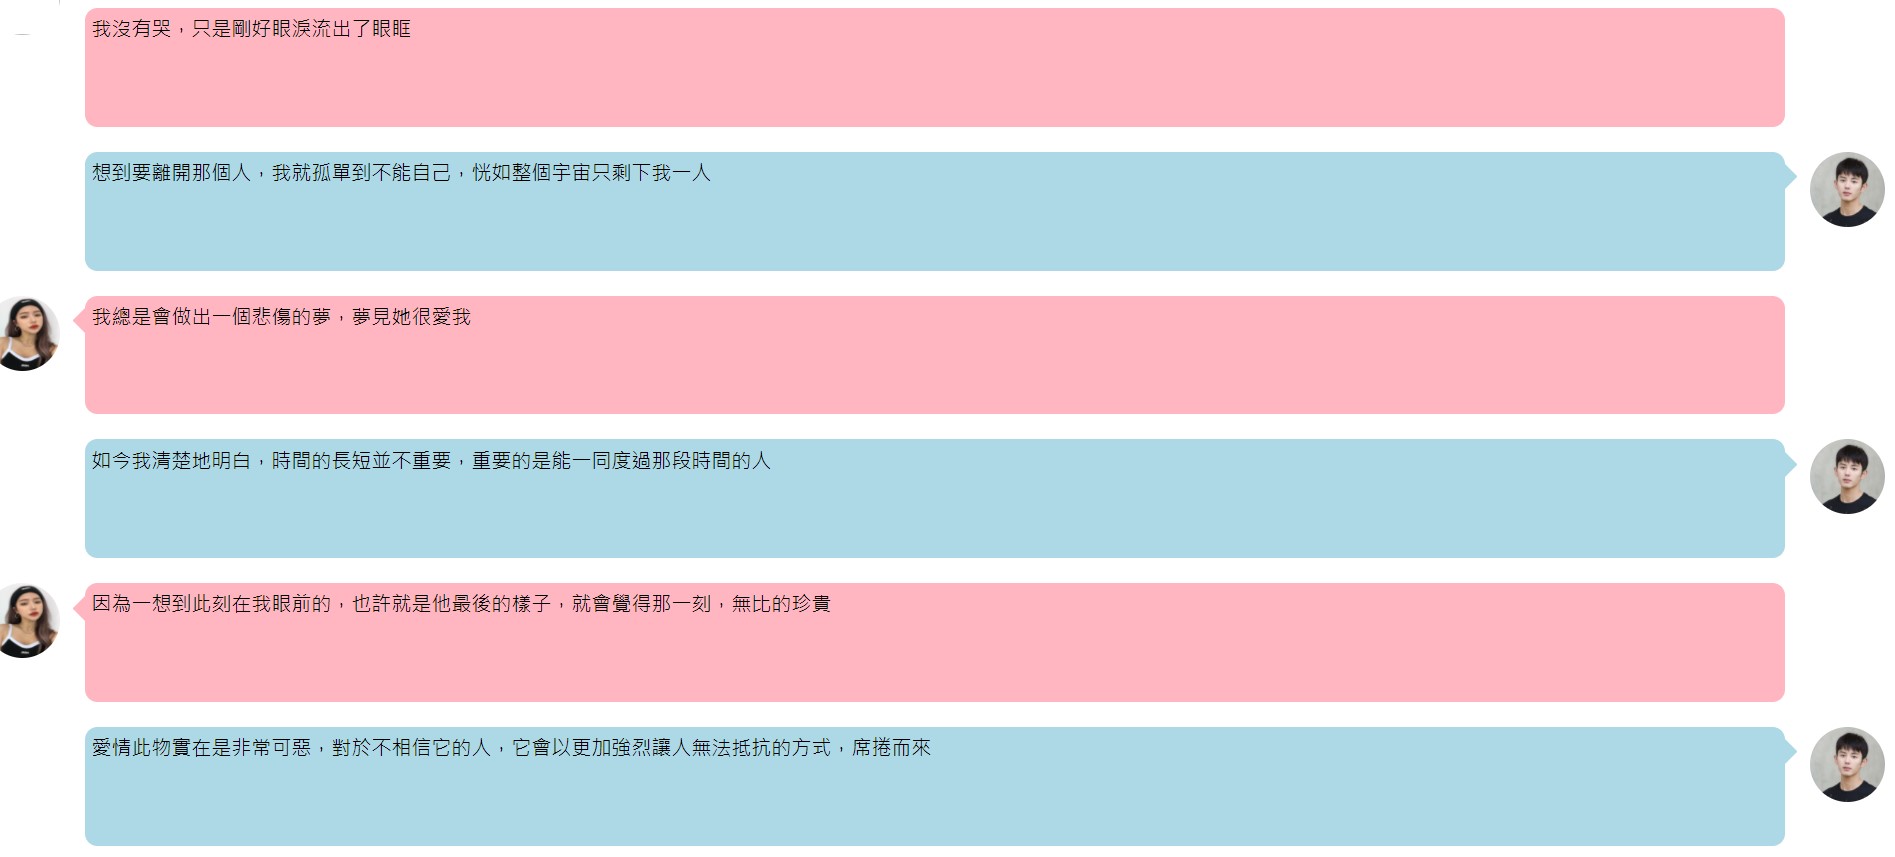 我沒有哭，只是剛好眼淚流出了眼眶
想到要離開那個人，我就孤單到不能自己，恍如整個宇宙只剩下我一人
我總是會做出一個悲傷的夢，夢見她很愛我
如今我清楚地明白，時間的長短並不重要，重要的是能一同度過那段時間的人
因為一想到此刻在我眼前的，也許就是他最後的樣子，就會覺得那一刻，無比的珍貴
愛情此物實在是非常可惡，對於不相信它的人，它會以更加強烈讓人無法抵抗的方式，席捲而來